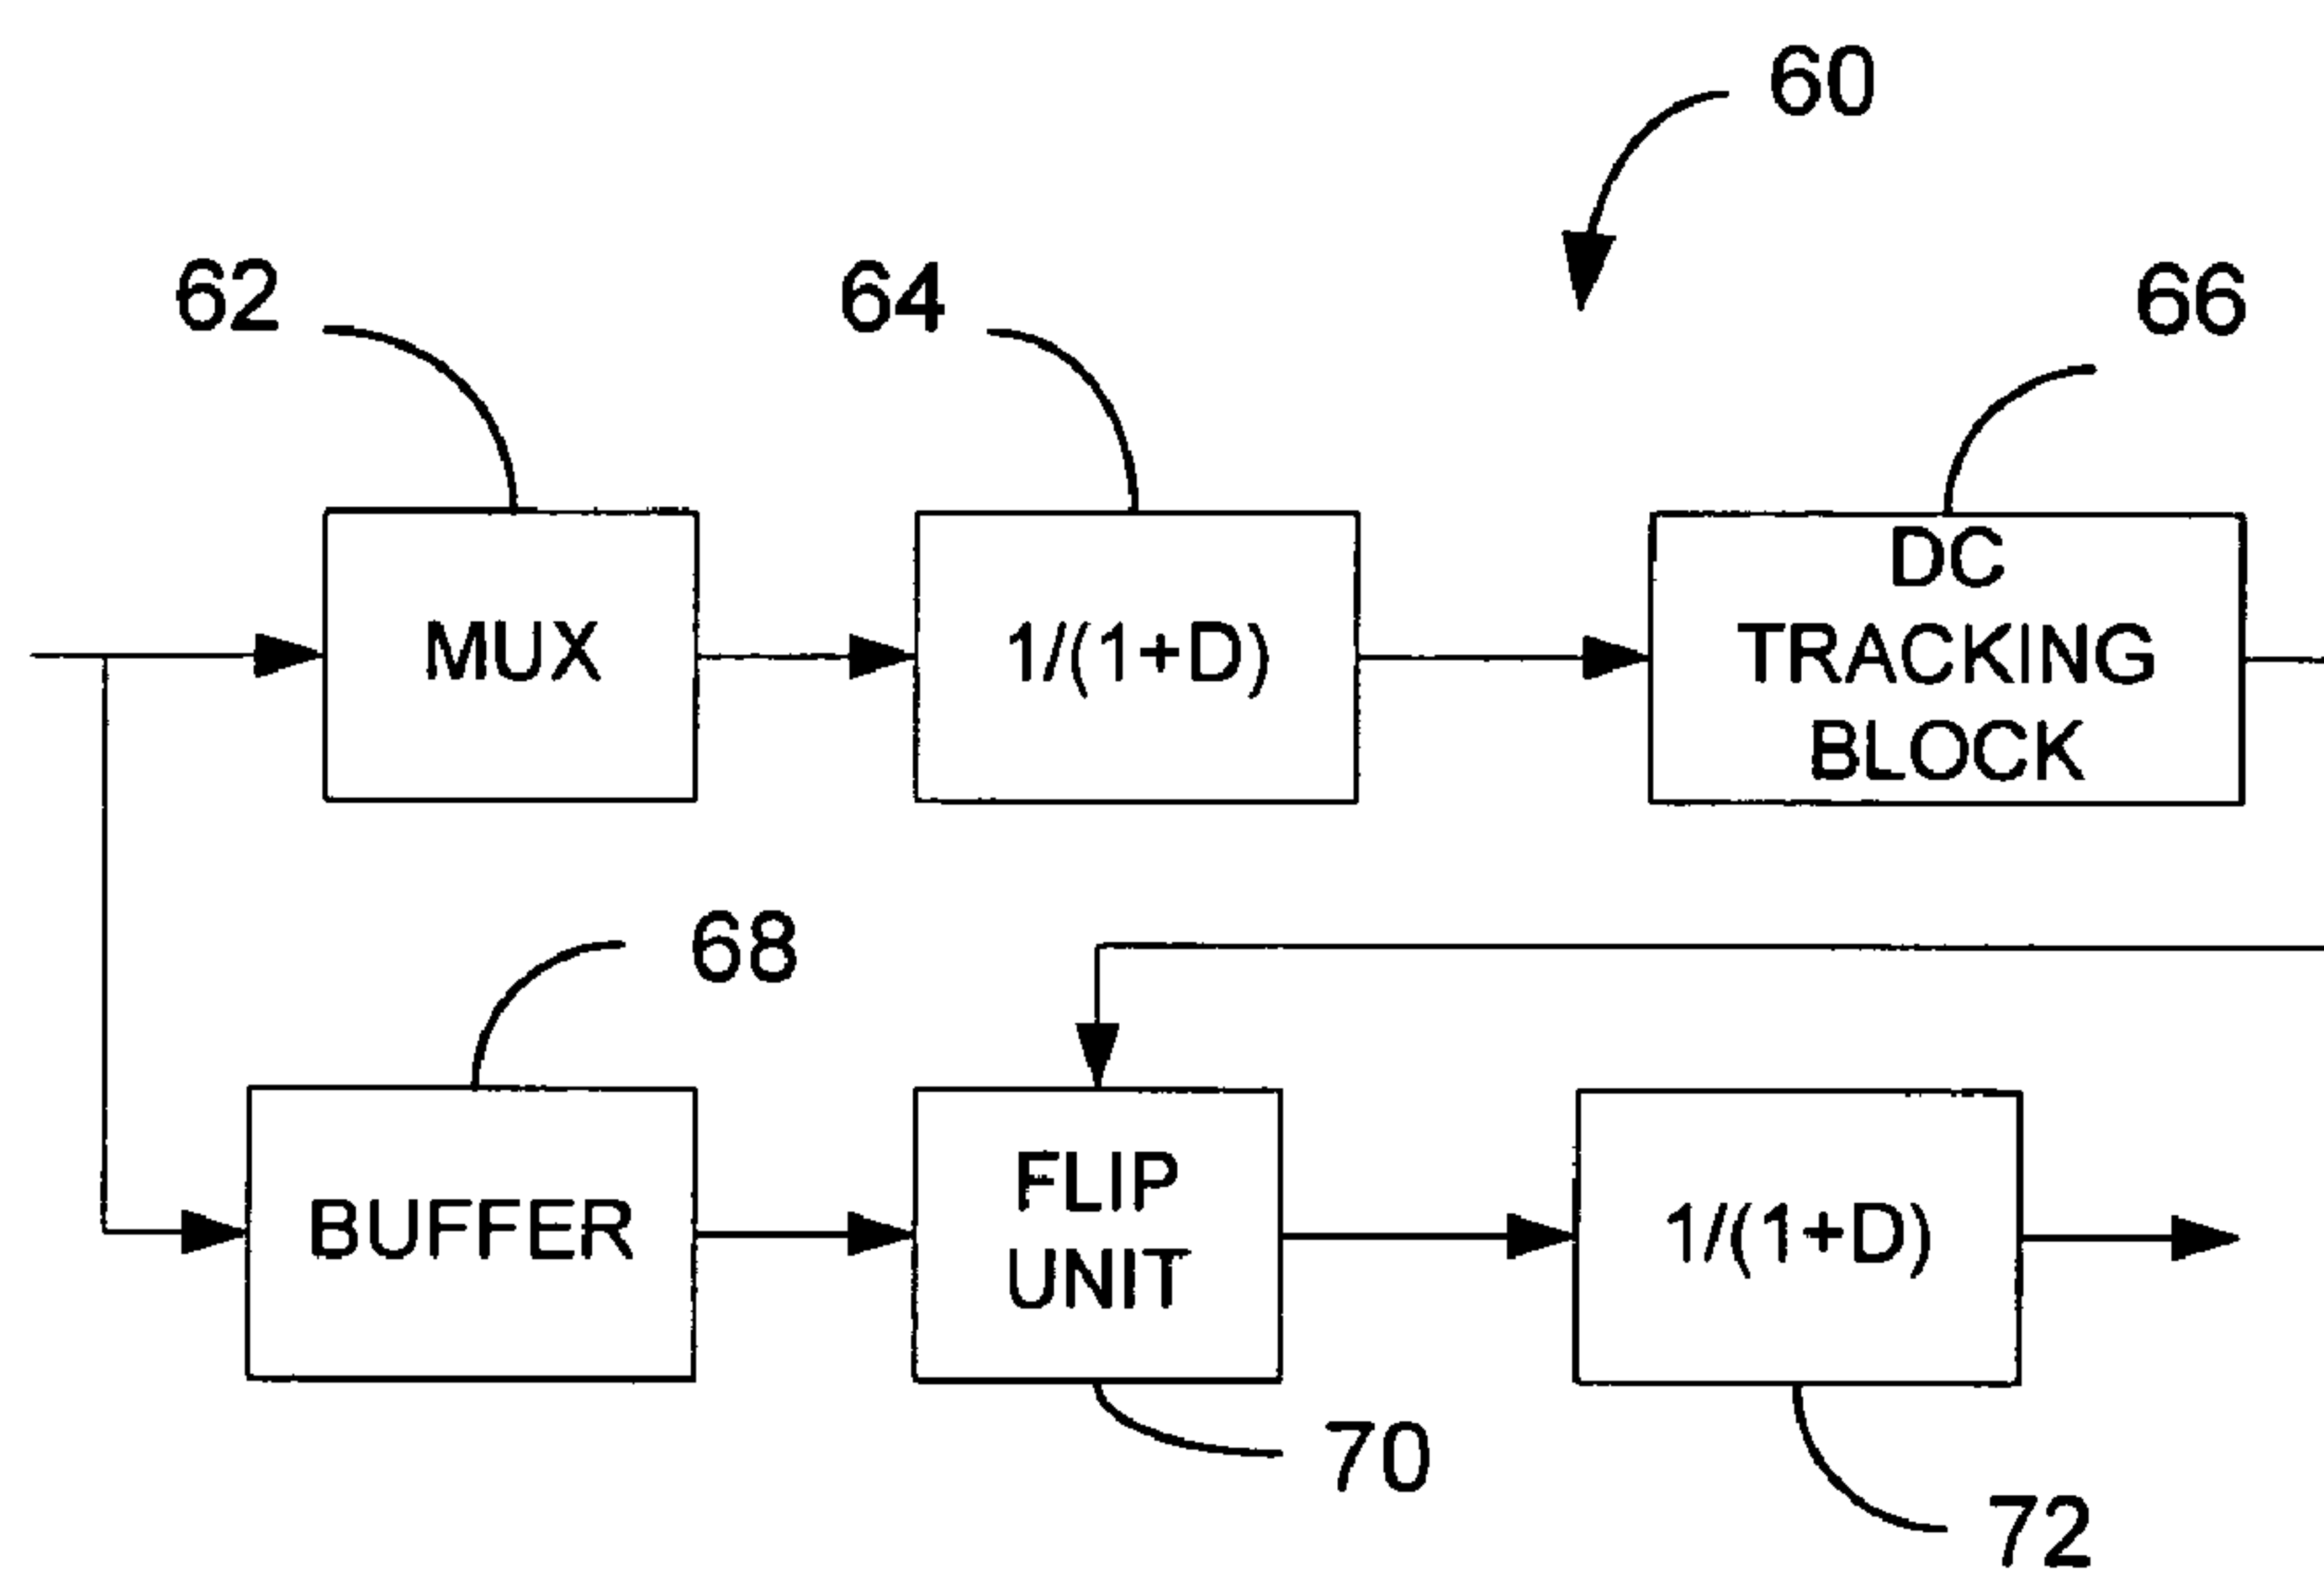 60
62
64
66
MUX
1/(1+D)
DC
TRACKING
BLOCK
68
BUFFER
FLIP
UNIT
1/(1+D)
70
72